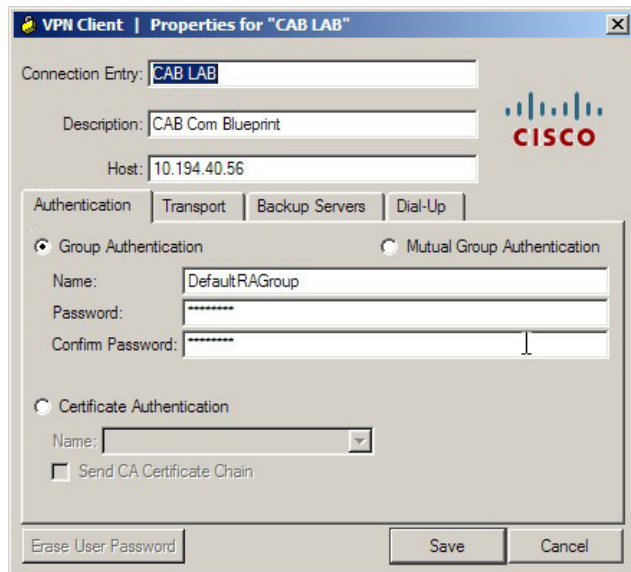 VPN Client | Properties for "CAB LAB"
Connection Entry: CAB LAB
Description: CAB Com Blueprint
CISCO
Host: 10.194.40.56
Authentication Transport Backup Servers Dial-Up
Group Authentication Mutual Group Authentication
Name: DefaultRAGroup
Password: ********
Confirm Password: ********
Certificate Authentication
Name:
Send CA Certificate Chain
Erase User Password Save Cancel